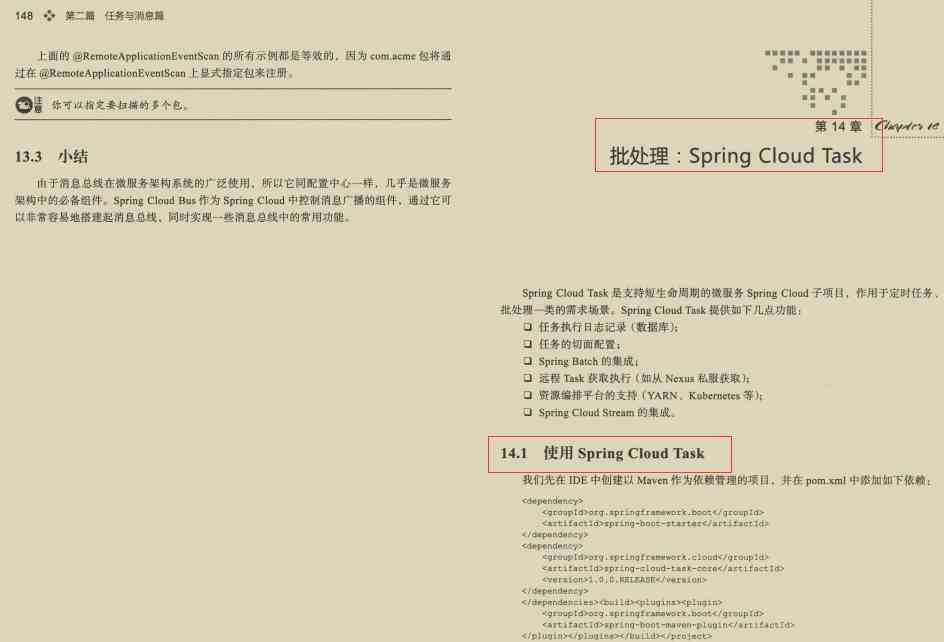 148 第二篇 任务与消息篇
上面的 @RemoteApplicationEventScan 的所有示例都是等效的，因为 com.acme 包将通
过在 @RemoteApplicationEventScan 上显式指定包来注册。
注意 你可以指定要扫描的多个包。
13.3 小结
由于消息总线在微服务架构系统的广泛使用，所以它同配置中心一样，几乎是微服务
架构中的必备组件。Spring Cloud Bus 作为 Spring Cloud 中控制消息广播的组件，通过它可
以非常容易地搭建起消息总线，同时实现一些消息总线中的常用功能。
第 14 章 Chapter 14
批处理：Spring Cloud Task
Spring Cloud Task 是支持短生命周期的微服务 Spring Cloud 子项目，作用于定时任务、
批处理一类的需求场景。Spring Cloud Task 提供如下几点功能：
❑ 任务执行日志记录（数据库）；
❑ 任务的切面配置；
❑ Spring Batch 的集成；
❑ 远程 Task 获取执行（如从 Nexus 私服获取）；
❑ 资源编排平台的支持（YARN、Kubernetes 等）；
❑ Spring Cloud Stream 的集成。
14.1 使用 Spring Cloud Task
我们先在 IDE 中创建以 Maven 作为依赖管理的项目，并在 pom.xml 中添加如下依赖：
<dependency>
<groupId>org.springframework.boot</groupId>
<artifactId>spring-boot-starter</artifactId>
</dependency>
<dependency>
<groupId>org.springframework.cloud</groupId>
<artifactId>spring-cloud-task-core</artifactId>
<version>1.0.0.RELEASE</version>
</dependency>
</dependencies><build><plugins><plugin>
<groupId>org.springframework.boot</groupId>
<artifactId>spring-boot-maven-plugin</artifactId>
</plugin></plugins></build></project>